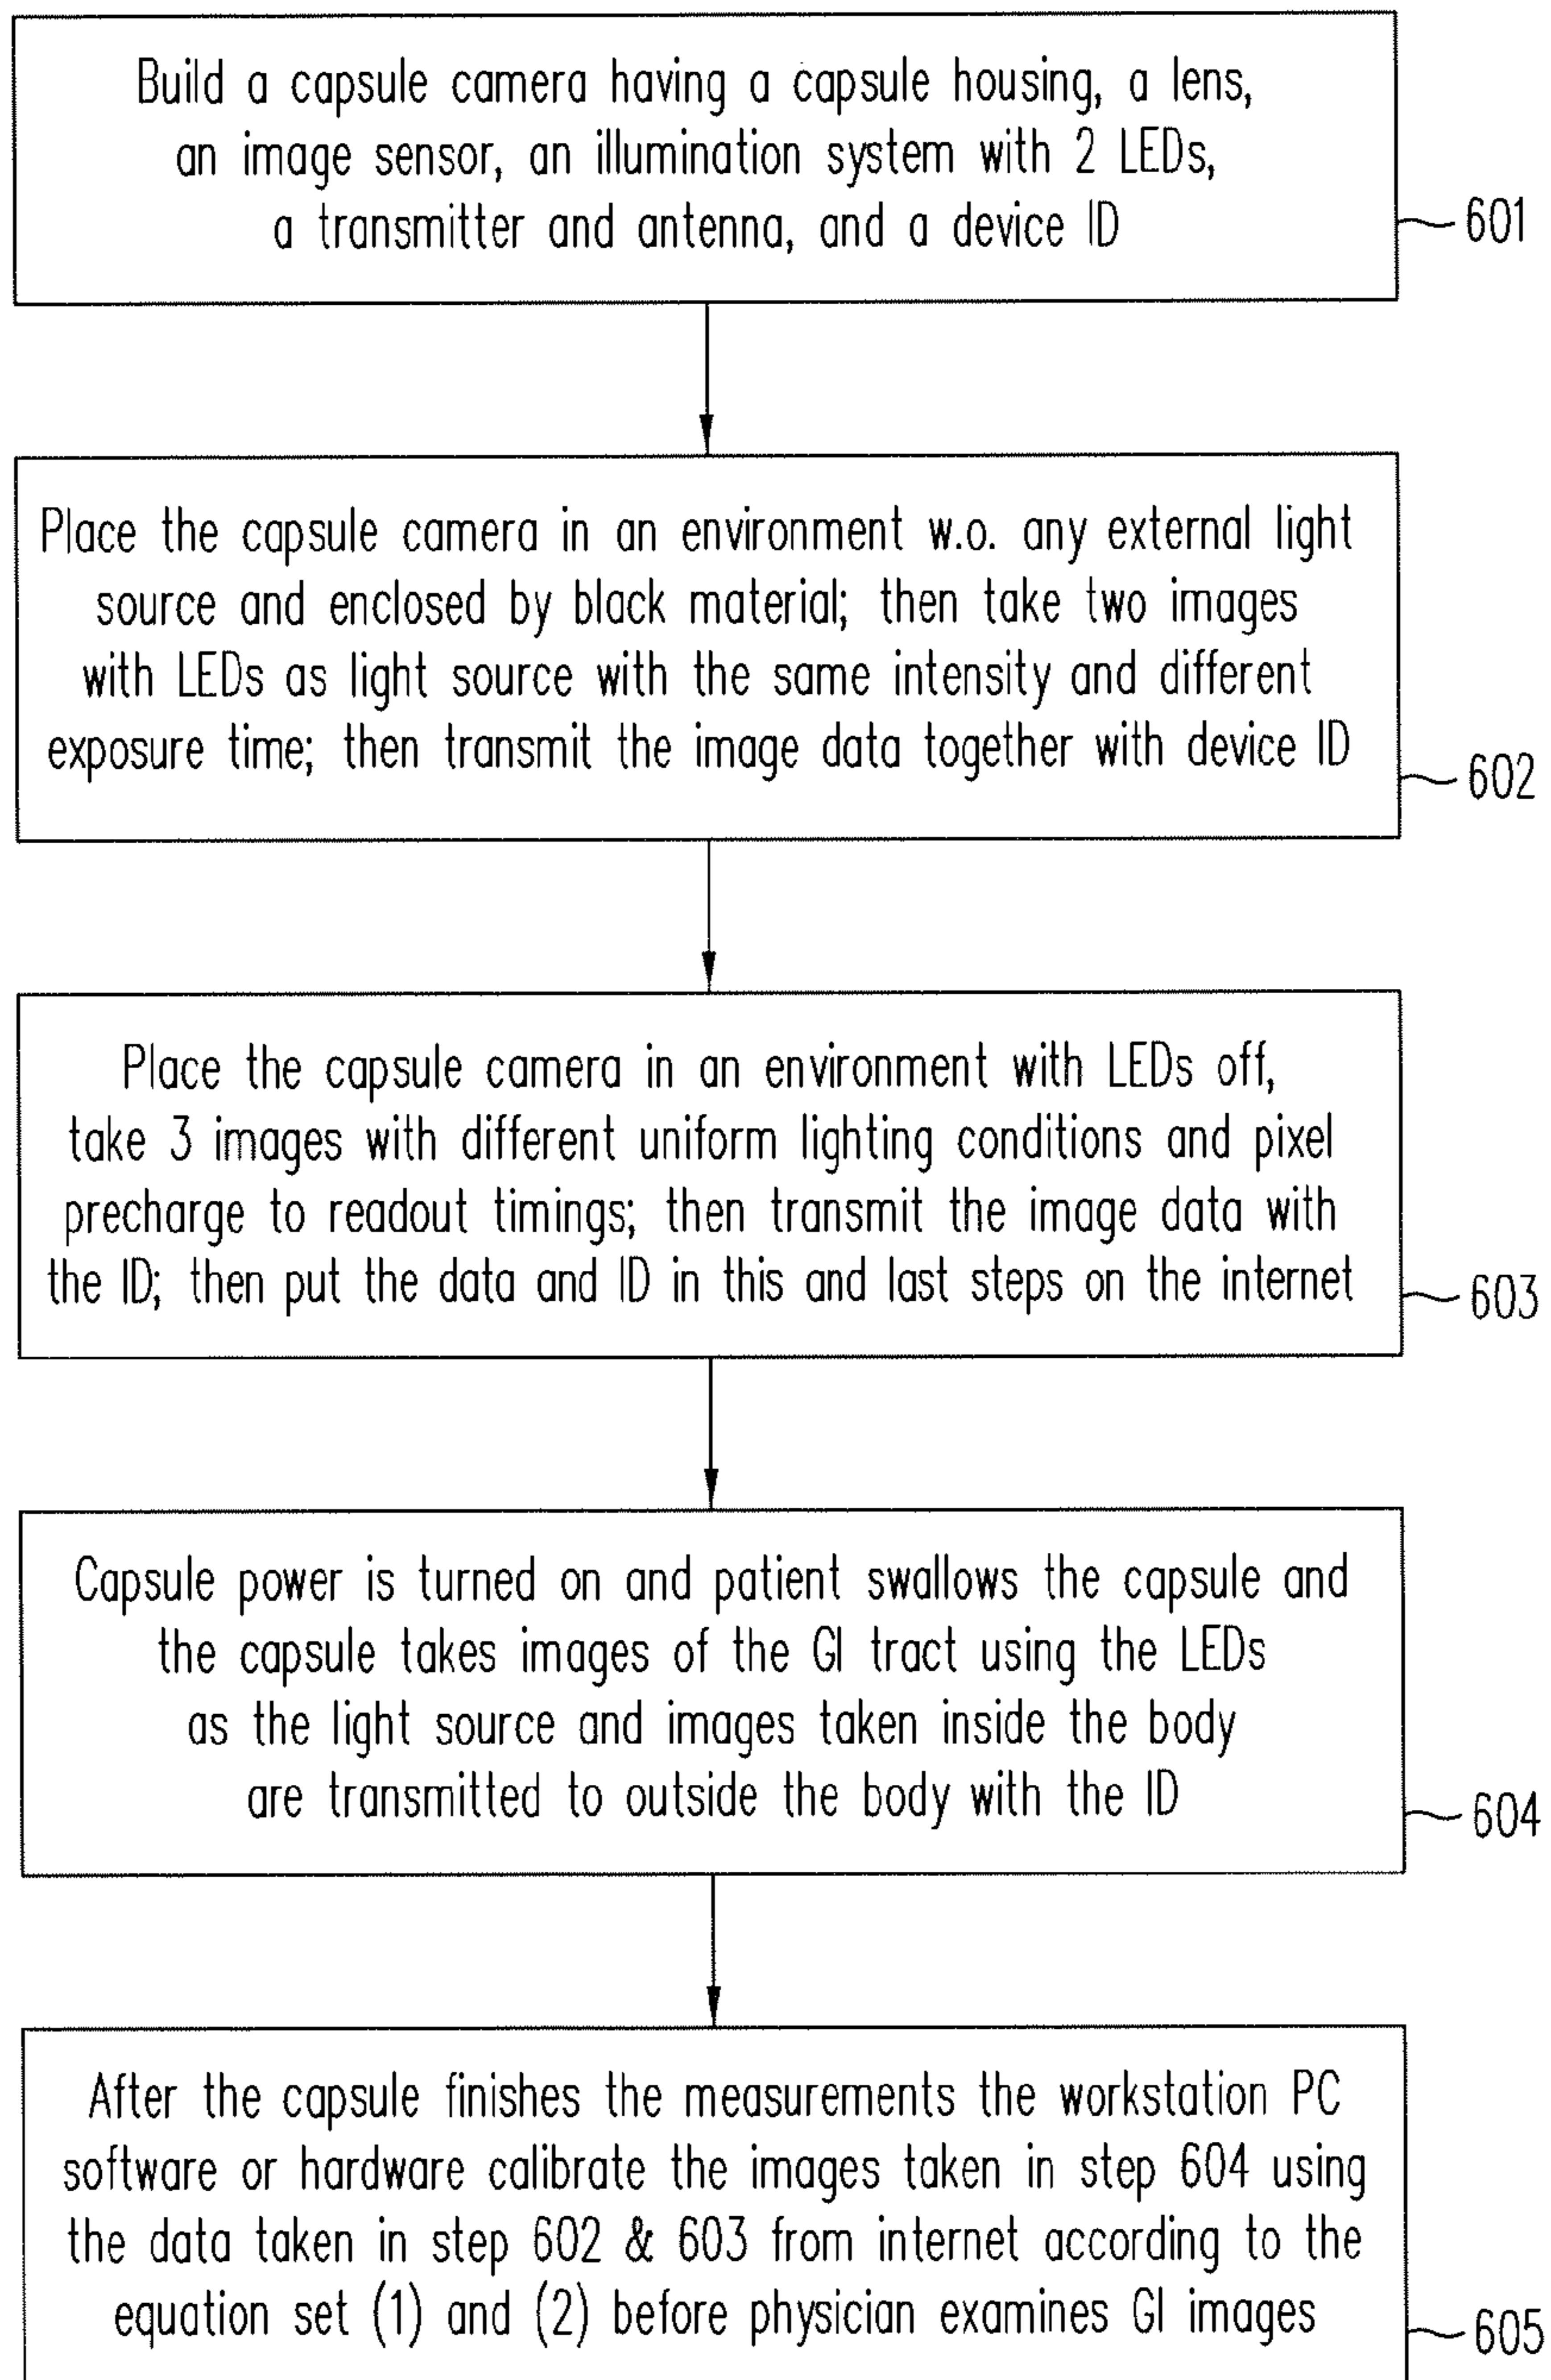 Build a capsule camera having a capsule housing, a lens,
an image sensor, an illumination system with 2 LEDs,
a transmitter and antenna, and a device ID
601
Place the capsule camera in an environment w.o. any external light
source and enclosed by black material; then take two images
with LEDs as light source with the same intensity and different
exposure time; then transmit the image data together with device ID
602
Place the capsule camera in an environment with LEDs off,
take 3 images with different uniform lighting conditions and pixel
precharge to readout timings; then transmit the image data with
the ID; then put the data and ID in this and last steps on the internet
603
Capsule power is turned on and patient swallows the capsule and
the capsule takes images of the GI tract using the LEDs
as the light source and images taken inside the body
are transmitted to outside the body with the ID
604
After the capsule finishes the measurements the workstation PC
software or hardware calibrate the images taken in step 604 using
the data taken in step 602 & 603 from internet according to the
equation set (1) and (2) before physician examines GI images
605